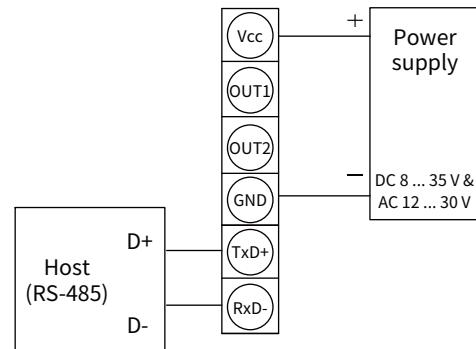 Vcc
OUT1
OUT2
GND
TxD+
RxD-
+
Power
supply
−
DC 8 ... 35 V &
AC 12 ... 30 V
D+
Host
(RS-485)
D-